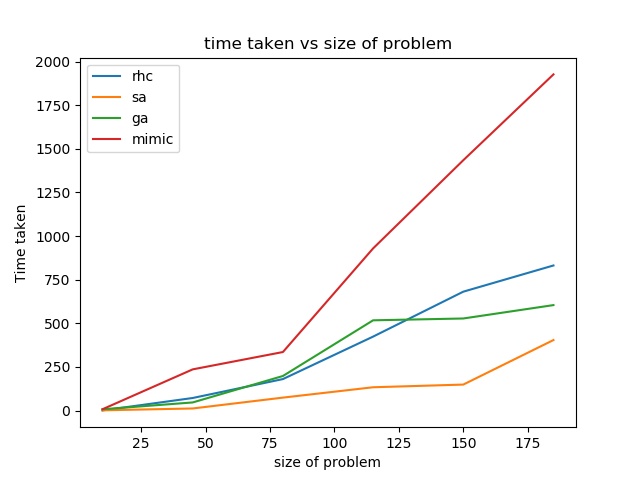 time taken vs size of problem
rhc
sa
ga
mimic
Time taken
2000
1750
1500
1250
1000
750
500
250
0
25 50 75 100 125 150 175
size of problem